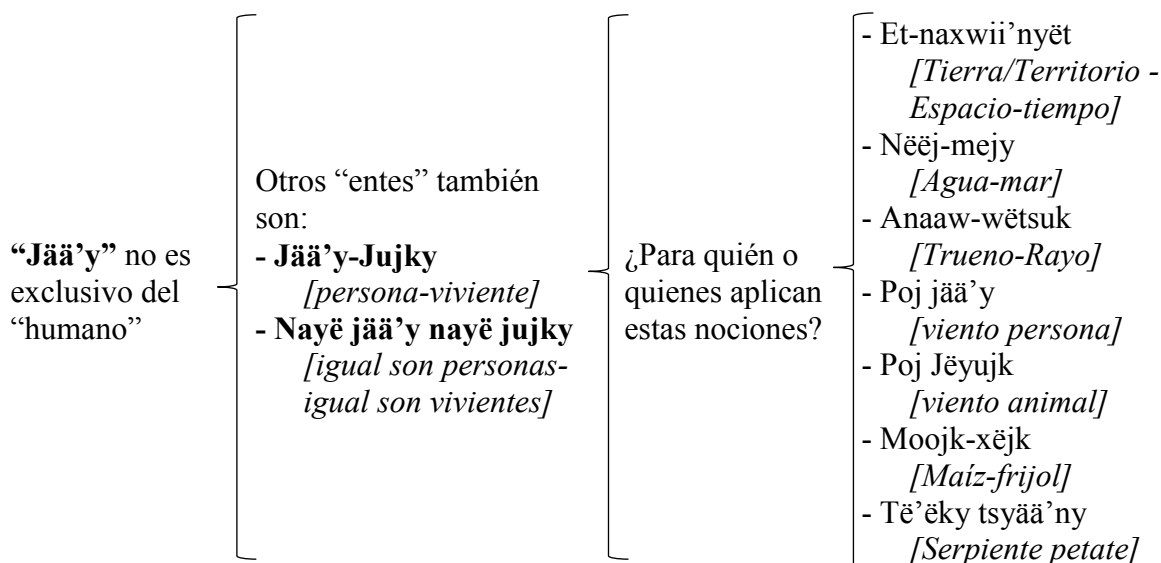 “Jää’y” no es
exclusivo del
“humano”
Otros “entes” también
son:
- Jää’y-Jujky
[persona-viviente]
- Nayë jää’y nayë jujky
[igual son personas-
igual son vivientes]
¿Para quién o
quienes aplican
estas nociones?
- Et-naxwii’nyët
[Tierra/Territorio -
Espacio-tiempo]
- Nëëj-mejy
[Agua-mar]
- Anaaw-wëtsuk
[Trueno-Rayo]
- Poj jää’y
[viento persona]
- Poj Jëyujk
[viento animal]
- Moojk-xëjk
[Maíz-frijol]
- Të’ëky tsyää’ny
[Serpiente petate]